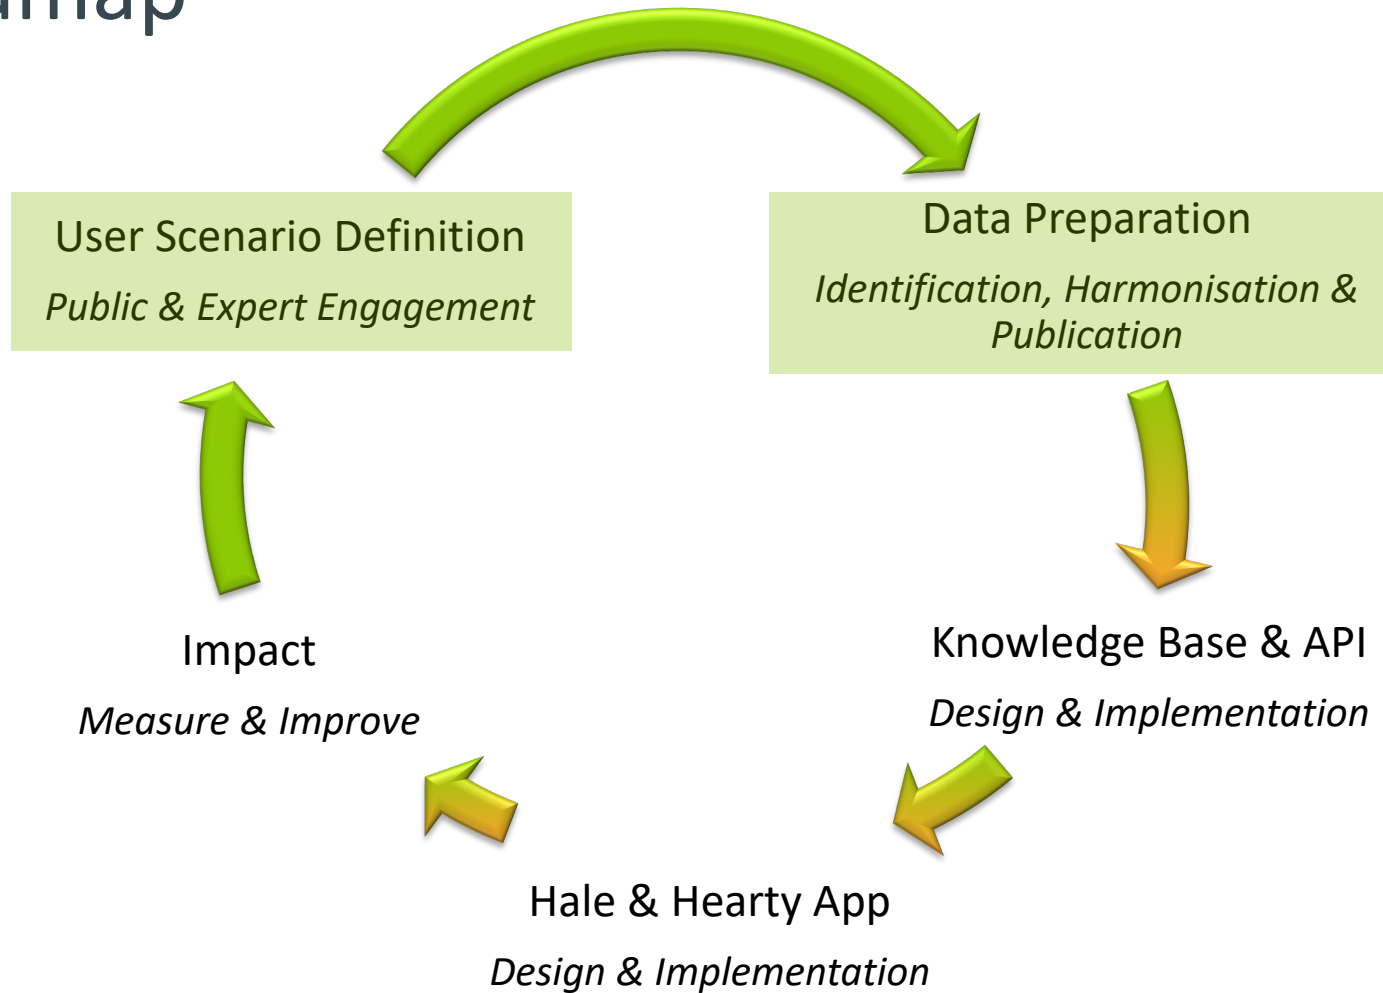 User Scenario Definition
Public & Expert Engagement
Data Preparation
Identification, Harmonisation &
Publication
Knowledge Base & API
Design & Implementation
Hale & Hearty App
Design & Implementation
Impact
Measure & Improve